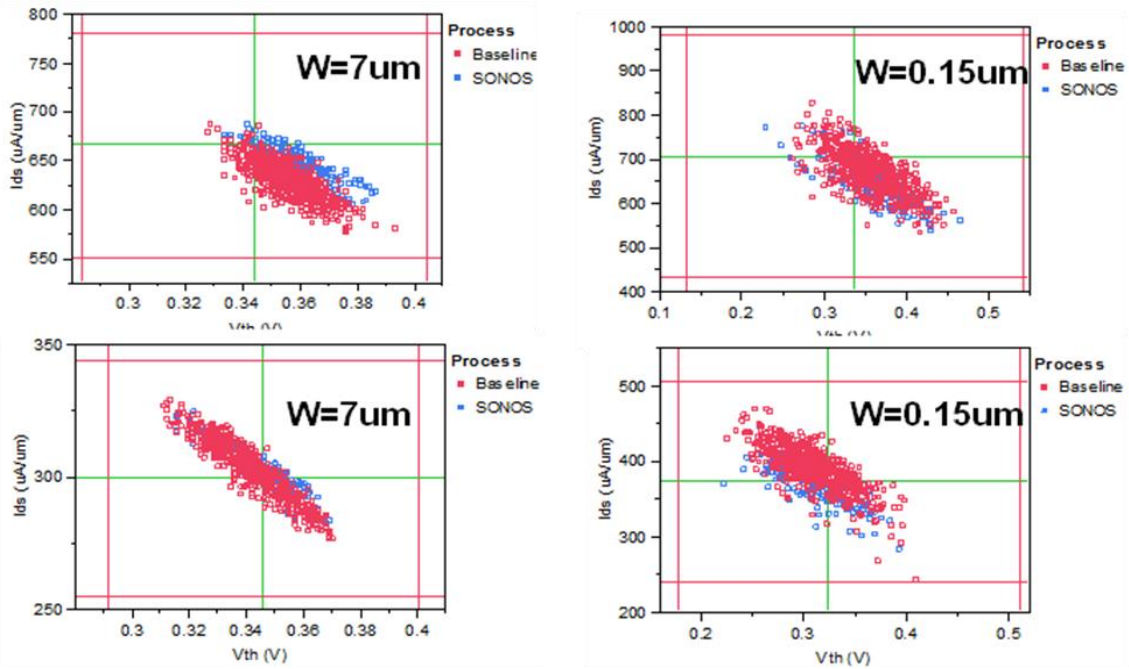 800
750
700
650
600
550
Ids (uA/um)
W=7um
Process
Baseline
SONOS
0.3
0.32
0.34
0.36
0.38
0.4
Vth (V)
1000
900
800
700
600
500
400
Ids (uA/um)
W=0.15um
Process
Baseline
SONOS
0.1
0.2
0.3
0.4
0.5
Vth (V)
350
300
250
Ids (uA/um)
W=7um
Process
Baseline
SONOS
0.3
0.32
0.34
0.36
0.38
0.4
Vth (V)
500
400
300
200
Ids (uA/um)
W=0.15um
Process
Baseline
SONOS
0.2
0.3
0.4
0.5
Vth (V)